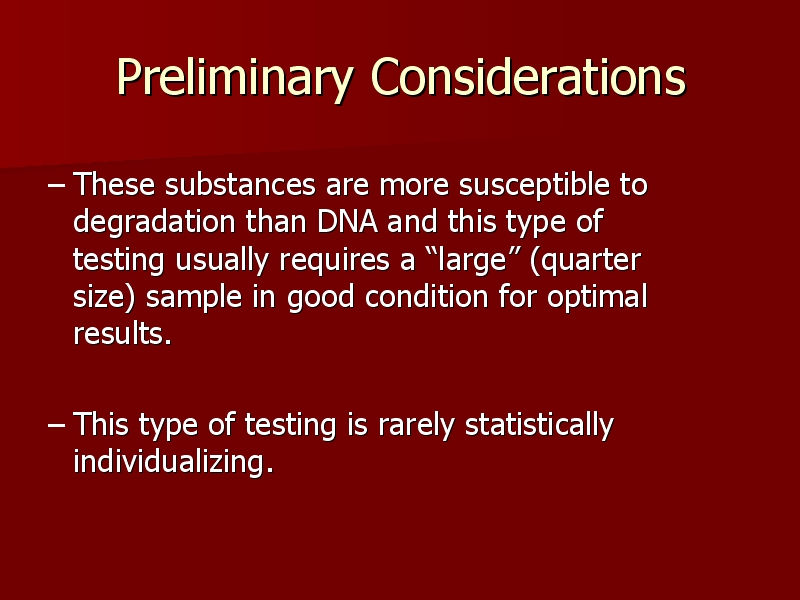 Preliminary Considerations
– These substances are more susceptible to
degradation than DNA and this type of
testing usually requires a “large” (quarter
size) sample in good condition for optimal
results.
– This type of testing is rarely statistically
individualizing.